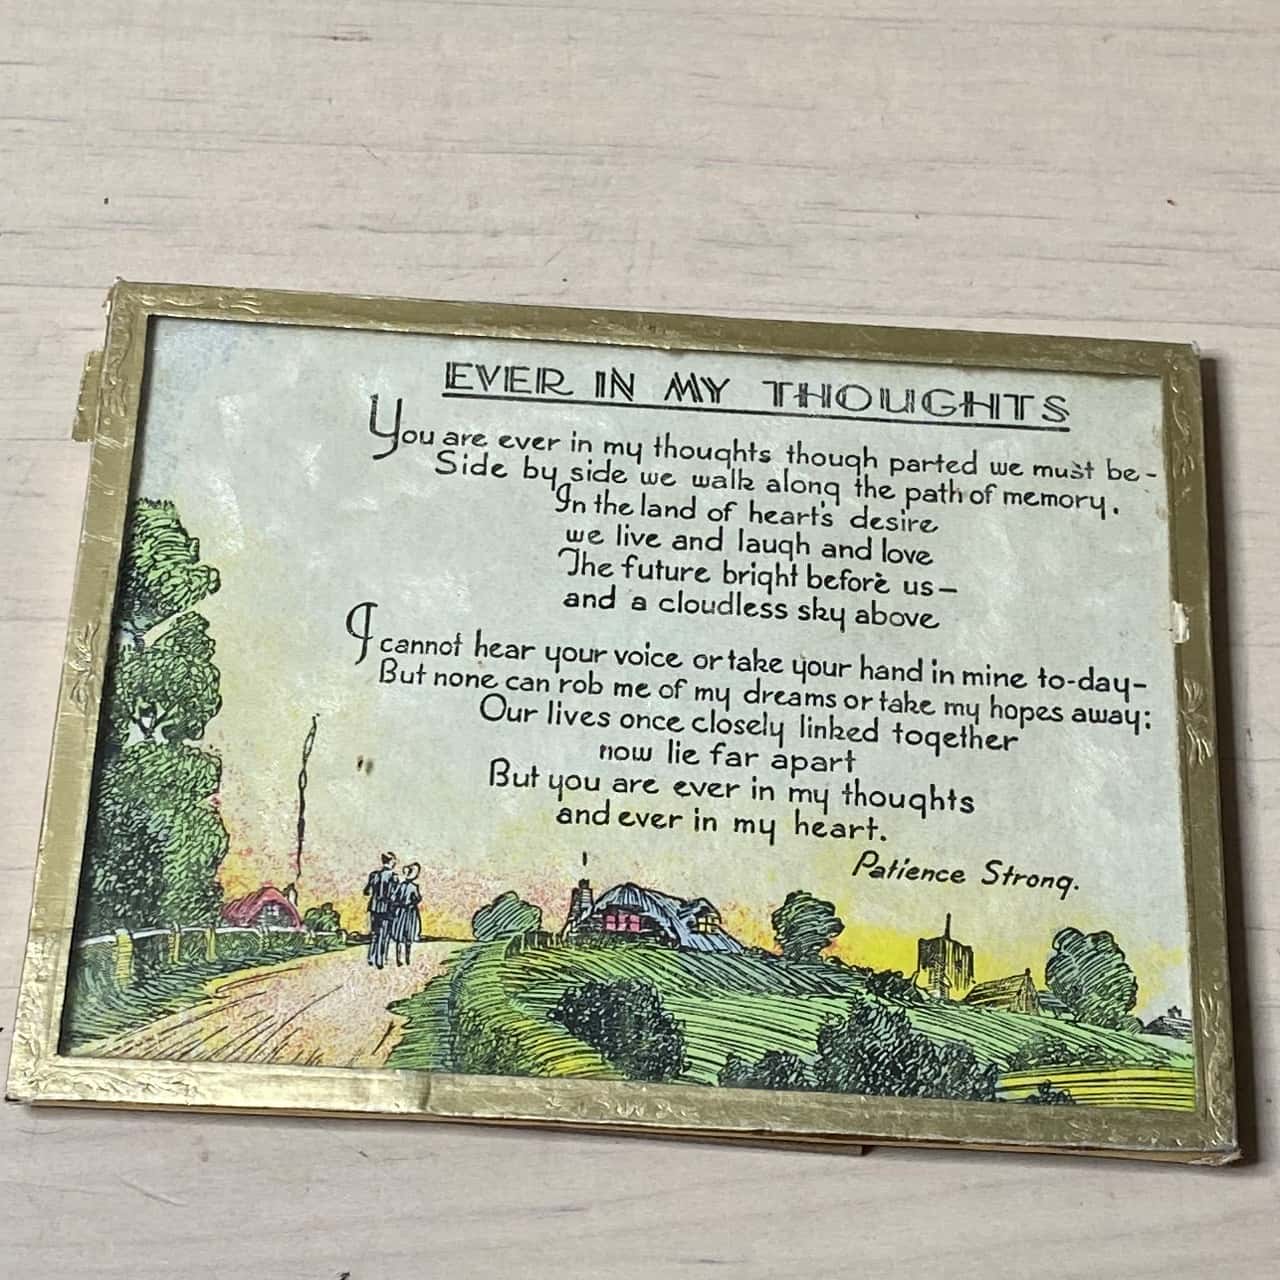 EVER IN MY THOUGHTS
You are ever in my thoughts though parted we must be -
Side by side we walk along the path of memory.
In the land of heart's desire
we live and laugh and love
The future bright before us -
and a cloudless sky above
I cannot hear your voice or take your hand in mine to-day -
But none can rob me of my dreams or take my hopes away:
Our lives once closely linked together
now lie far apart
But you are ever in my thoughts
and ever in my heart.
Patience Strong.